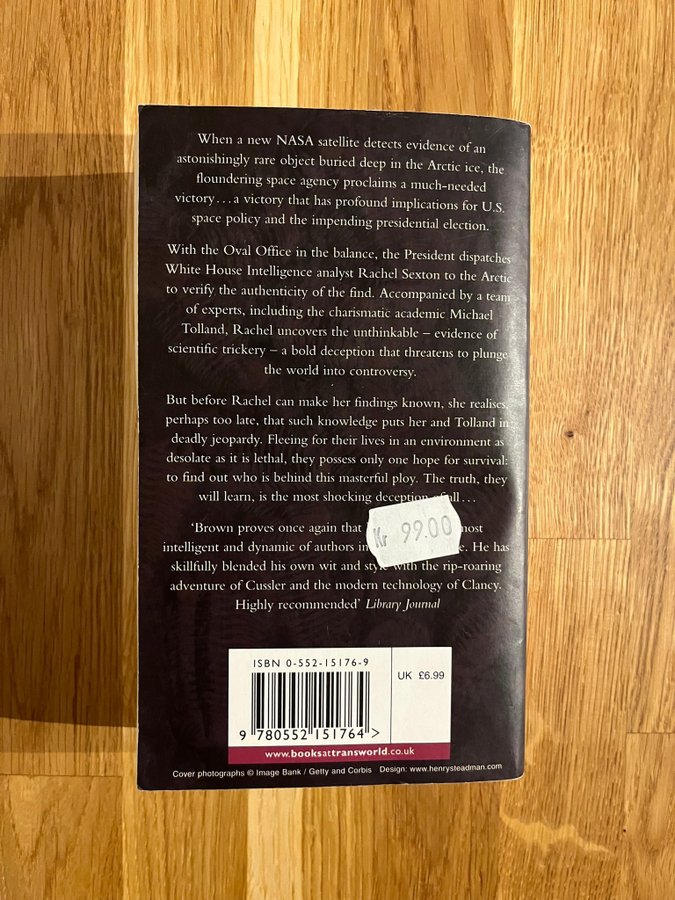 When a new NASA satellite detects evidence of an
astonishingly rare object buried deep in the Arctic ice, the
floundering space agency proclaims a much-needed
victory... a victory that has profound implications for U.S.
space policy and the impending presidential election.
With the Oval Office in the balance, the President dispatches
White House Intelligence analyst Rachel Sexton to the Arctic
to verify the authenticity of the find. Accompanied by a team
of experts, including the charismatic academic Michael
Tolland, Rachel uncovers the unthinkable – evidence of
scientific trickery – a bold deception that threatens to plunge
the world into controversy.
But before Rachel can make her findings known, she realises,
perhaps too late, that such knowledge puts her and Tolland in
deadly jeopardy. Fleeing for their lives in an environment as
desolate as it is lethal, they possess only one hope for survival:
to find out who is behind this masterful ploy. The truth, they
will learn, is the most shocking deception all...
'Brown proves once again that most
intelligent and dynamic of authors in He has
skillfully blended his own wit and style with the rip-roaring
adventure of Cussler and the modern technology of Clancy.
Highly recommended' Library Journal
Kr 99.00
ISBN 0-552-15176-9
UK £6.99
9 780552 151764 >
www.booksattransworld.co.uk
Cover photographs © Image Bank / Getty and Corbis Design: www.henrysteadman.com